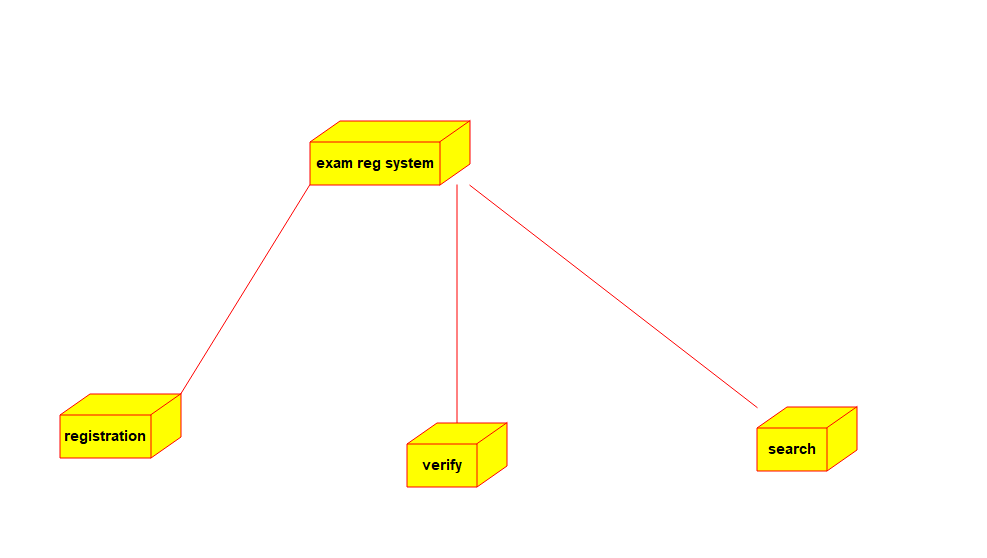 exam reg system
registration
verify
search